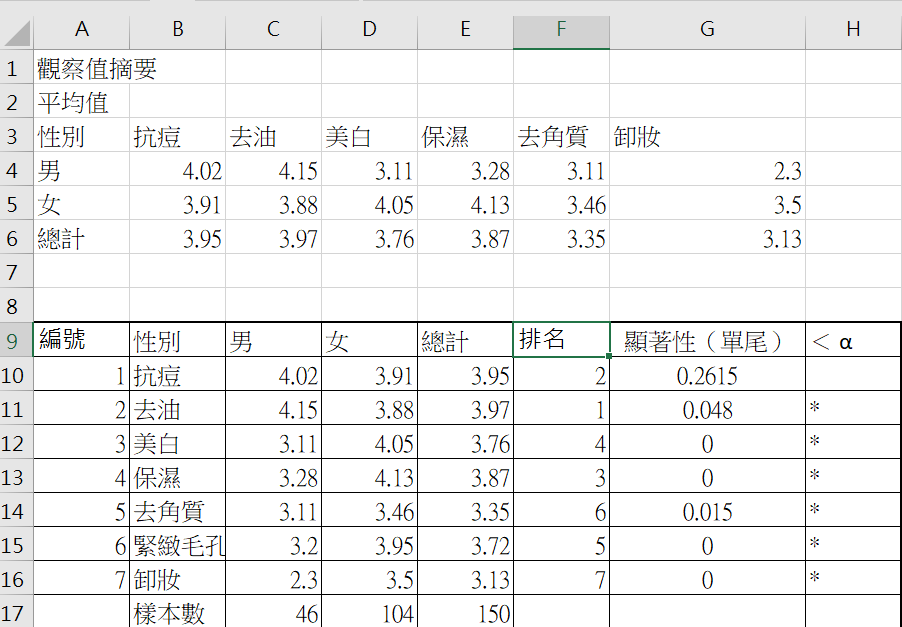 A B C D E F G H
1 觀察值摘要
2 平均值
3 性別 抗痘 去油 美白 保濕 去角質 卸妝
4 男 4.02 4.15 3.11 3.28 3.11 2.3
5 女 3.91 3.88 4.05 4.13 3.46 3.5
6 總計 3.95 3.97 3.76 3.87 3.35 3.13
7
8
9 編號 性別 男 女 總計 排名 顯著性（單尾） ＜ α
10 1 抗痘 4.02 3.91 3.95 2 0.2615
11 2 去油 4.15 3.88 3.97 1 0.048 *
12 3 美白 3.11 4.05 3.76 4 0 *
13 4 保濕 3.28 4.13 3.87 3 0 *
14 5 去角質 3.11 3.46 3.35 6 0.015 *
15 6 緊緻毛孔 3.2 3.95 3.72 5 0 *
16 7 卸妝 2.3 3.5 3.13 7 0 *
17 樣本數 46 104 150